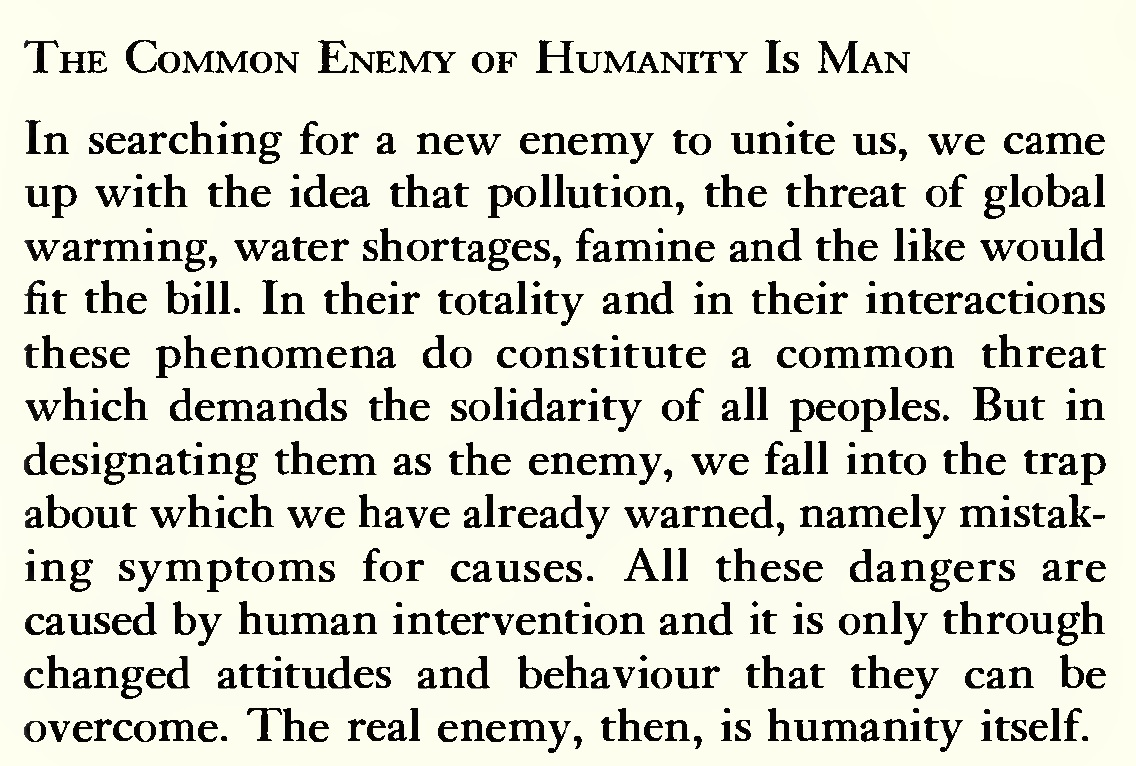 The Common Enemy of Humanity Is Man
In searching for a new enemy to unite us, we came
up with the idea that pollution, the threat of global
warming, water shortages, famine and the like would
fit the bill. In their totality and in their interactions
these phenomena do constitute a common threat
which demands the solidarity of all peoples. But in
designating them as the enemy, we fall into the trap
about which we have already warned, namely mistak-
ing symptoms for causes. All these dangers are
caused by human intervention and it is only through
changed attitudes and behaviour that they can be
overcome. The real enemy, then, is humanity itself.